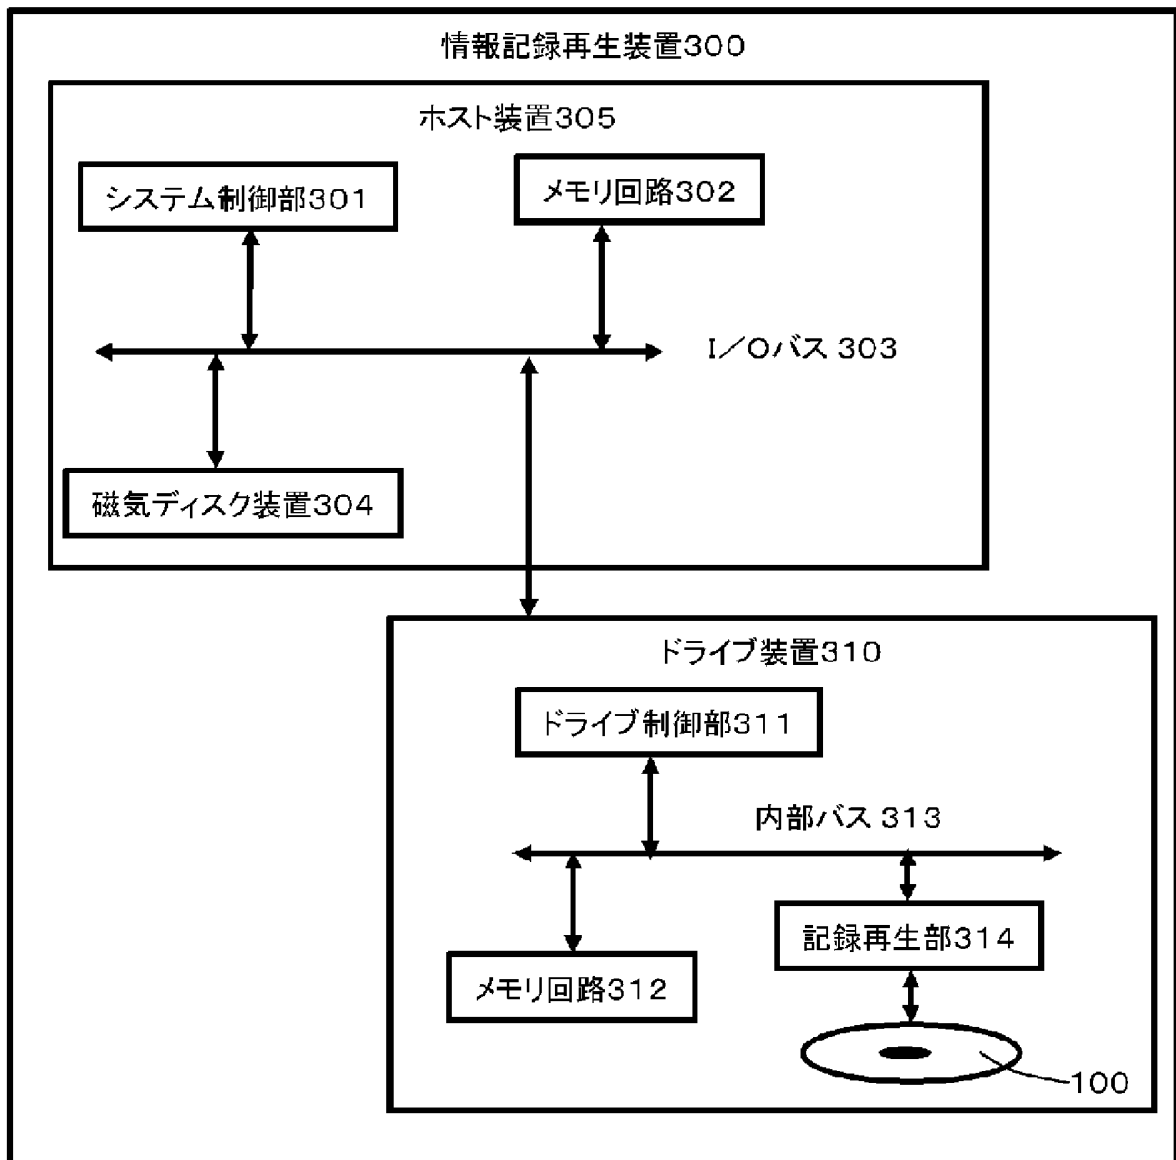 情報記録再生装置300
ホスト装置305
システム制御部301
メモリ回路302
I/Oバス 303
磁気ディスク装置304
ドライブ装置310
ドライブ制御部311
内部バス 313
記録再生部314
メモリ回路312
100